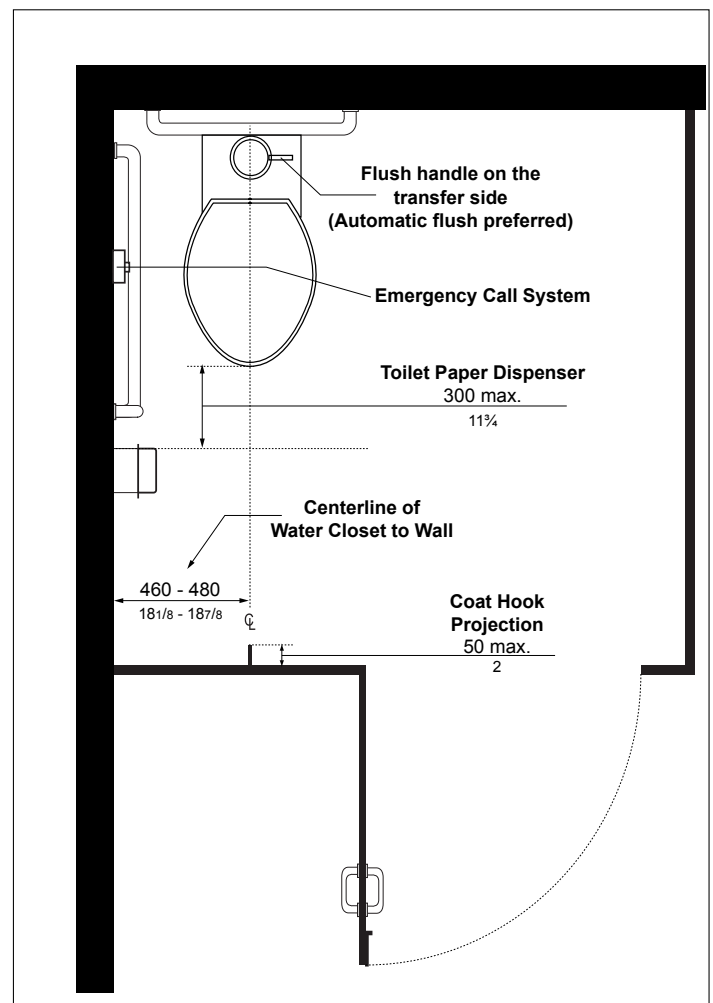 Flush handle on the
transfer side
(Automatic flush preferred)
Emergency Call System
Toilet Paper Dispenser
300 max.
11¾
Centerline of
Water Closet to Wall
460 - 480
181/8 - 187/8
℄
Coat Hook
Projection
50 max.
2